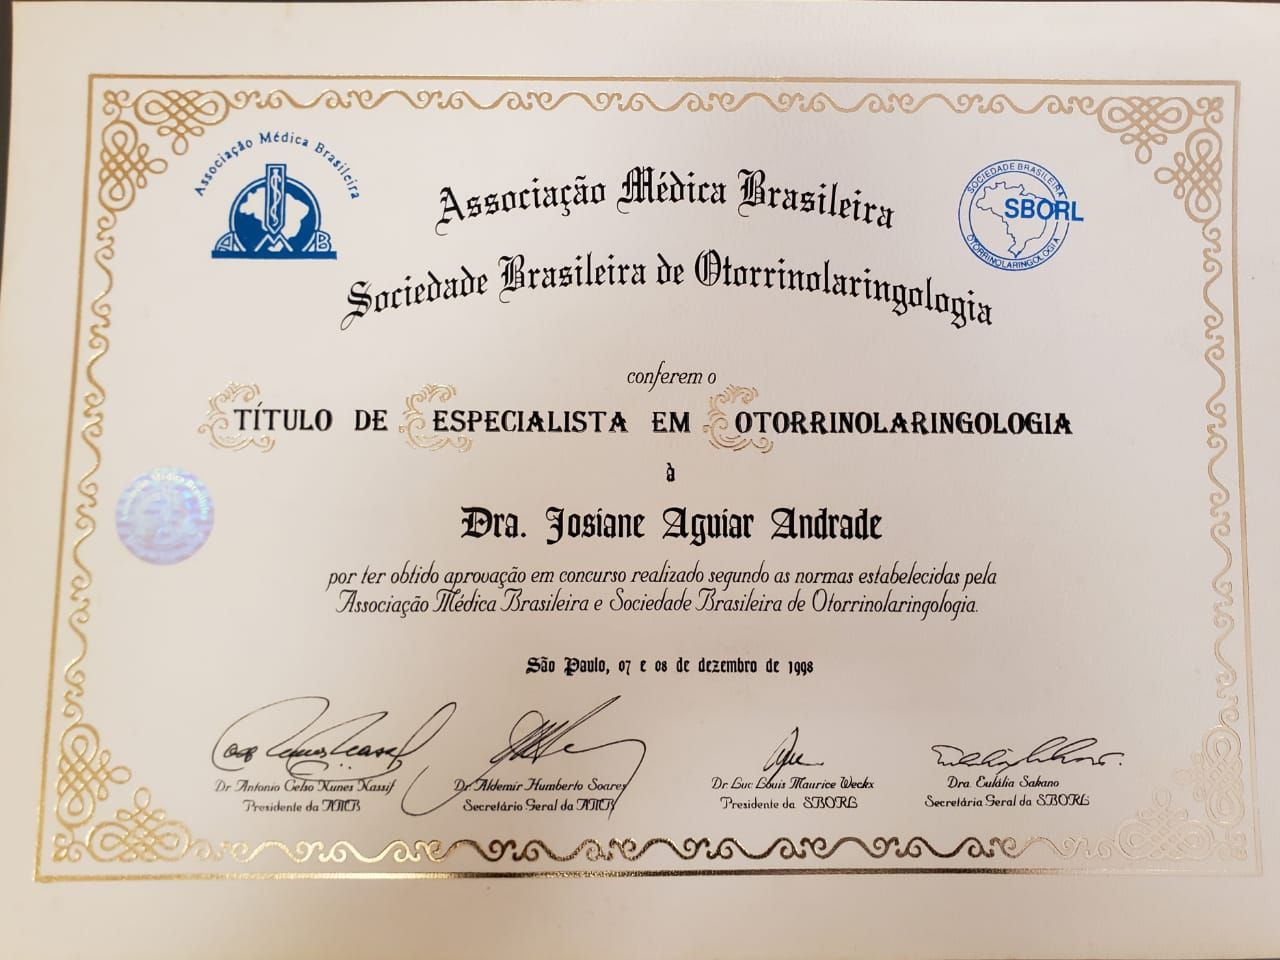 Associação Médica Brasileira
Associação Médica Brasileira
AMB
SOCIEDADE BRASILEIRA
SBORL
OTORRINOLARINGOLOGIA
Sociedade Brasileira de Otorrinolaringologia
conferem o
TÍTULO DE ESPECIALISTA EM OTORRINOLARINGOLOGIA
à
Associação Médica Brasileira
Dra. Josiane Aguiar Andrade
por ter obtido aprovação em concurso realizado segundo as normas estabelecidas pela
Associação Médica Brasileira e Sociedade Brasileira de Otorrinolaringologia.
São Paulo, 07 e 08 de dezembro de 1998
Dr Antonio Celso Nunes Nassif
Presidente da AMB
Dr. Aldemir Humberto Soares
Secretário Geral da AMB
Dr Luc Louis Maurice Weckx
Presidente da SBORL
Dra. Eulália Sakano
Secretária Geral da SBORL